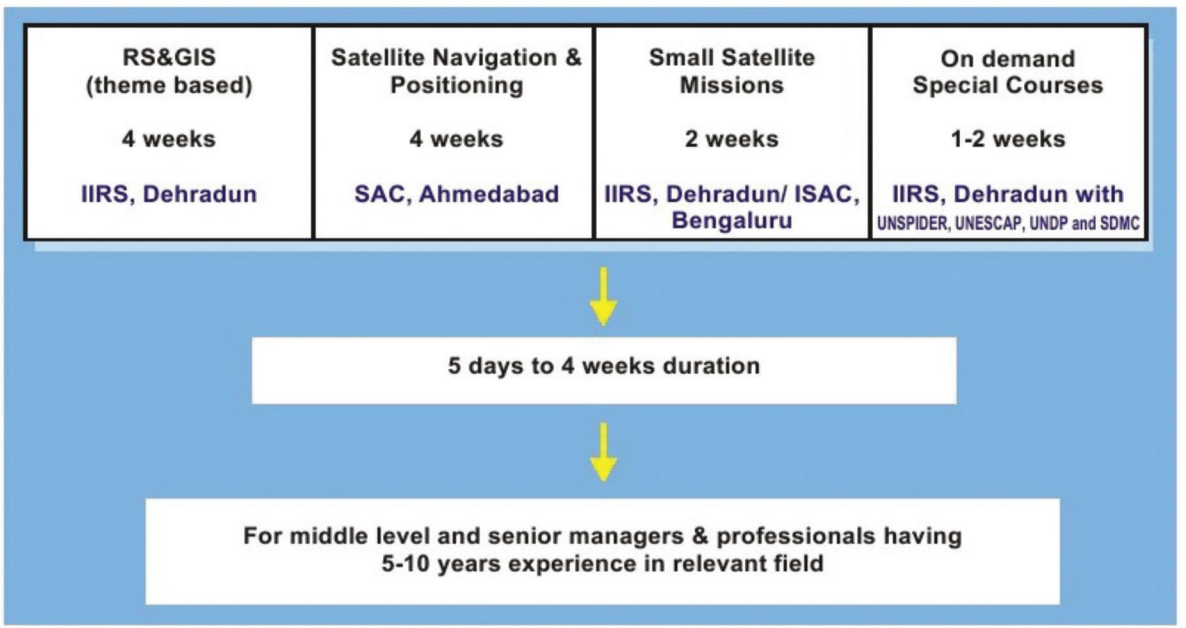 RS&GIS
(theme based)
4 weeks
IIRS, Dehradun
Satellite Navigation &
Positioning
4 weeks
SAC, Ahmedabad
Small Satellite
Missions
2 weeks
IIRS, Dehradun/ ISAC,
Bengaluru
On demand
Special Courses
1-2 weeks
IIRS, Dehradun with
UNSPIDER, UNESCAP, UNDP and SDMC
5 days to 4 weeks duration
For middle level and senior managers & professionals having
5-10 years experience in relevant field